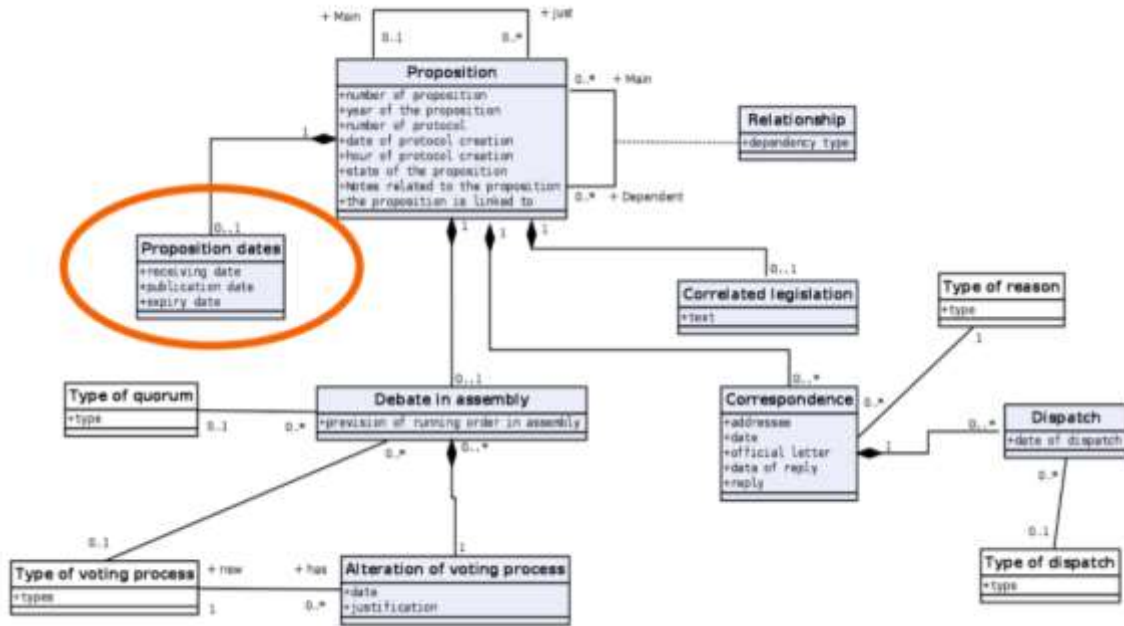 + Main
+ just
0..1
0..*
Proposition
+number of proposition
+year of the proposition
+number of protocol
+date of protocol creation
+hour of protocol creation
+state of the proposition
+Notes related to the proposition
+the proposition is linked to
0..* + Main
0..* + Dependent
Relationship
+dependency type
1
0..1
Proposition dates
+receiving date
+publication date
+expiry date
1
1
1
0..1
Correlated legislation
+text
Type of reason
+type
1
0..1
0..*
Type of quorum
+type
0..1
0..*
Debate in assembly
+prevision of running order in assembly
0..*
0..*
Correspondence
+addressee
+date
+official letter
+date of reply
+reply
0..*
1
0..*
Dispatch
+date of dispatch
0..*
0..1
Type of dispatch
+type
0..1
Type of voting process
+types
+ new
+ has
1
0..*
1
Alteration of voting process
+date
+justification